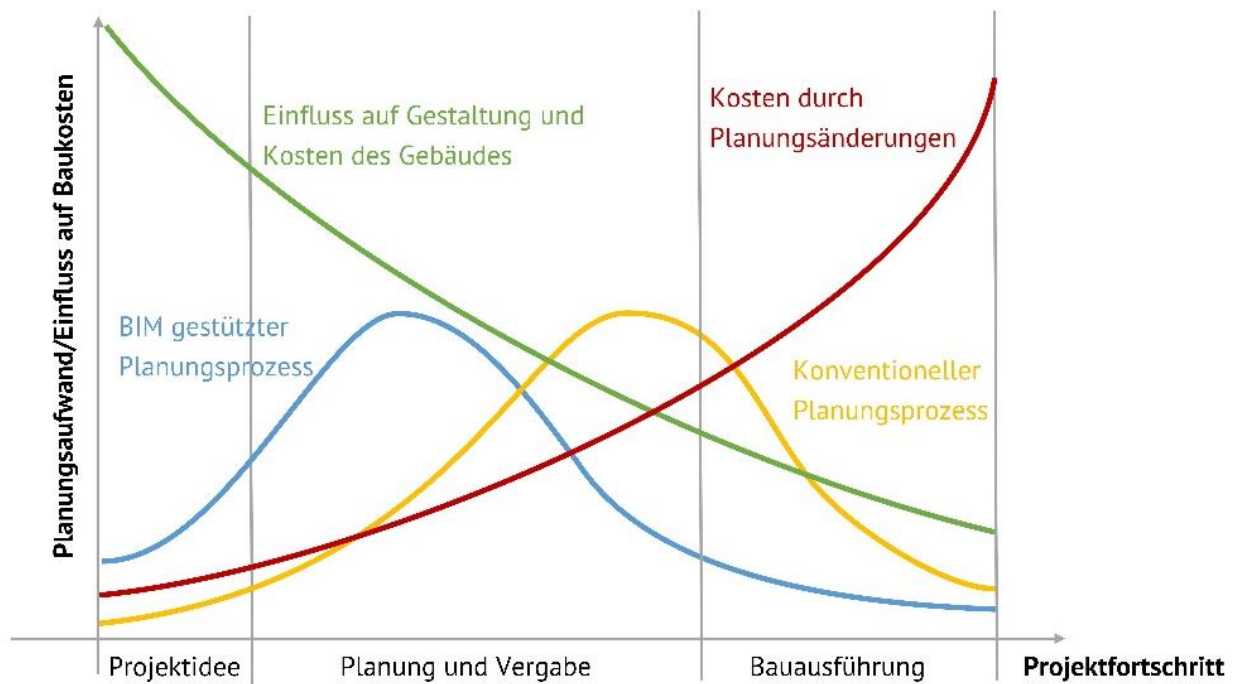 Planungsaufwand/Einfluss auf Baukosten
Einfluss auf Gestaltung und
Kosten des Gebäudes
Kosten durch
Planungsänderungen
BIM gestützter
Planungsprozess
Konventioneller
Planungsprozess
Projektidee
Planung und Vergabe
Bauausführung
Projektfortschritt